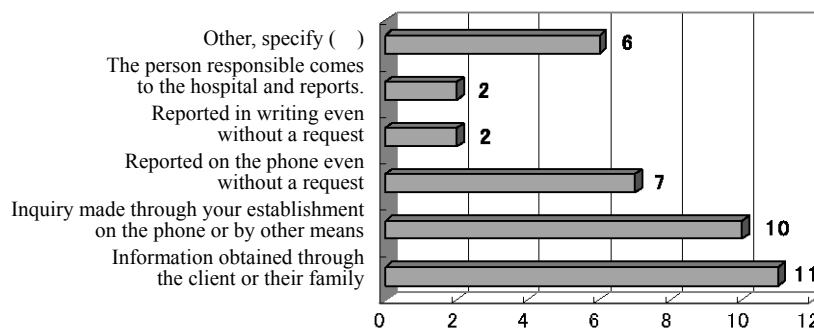 Other, specify (    )
6
The person responsible comes
to the hospital and reports.
2
Reported in writing even
without a request
2
Reported on the phone even
without a request
7
Inquiry made through your establishment
on the phone or by other means
10
Information obtained through
the client or their family
11
0 2 4 6 8 10 12